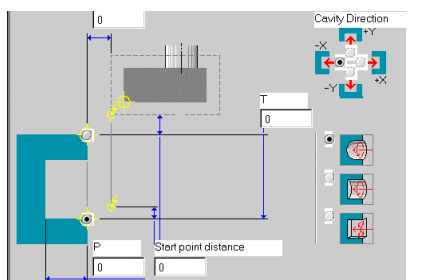 0
Cavity Direction
+Y
-X
+X
-Y
T
0
P
Start point distance
0
0